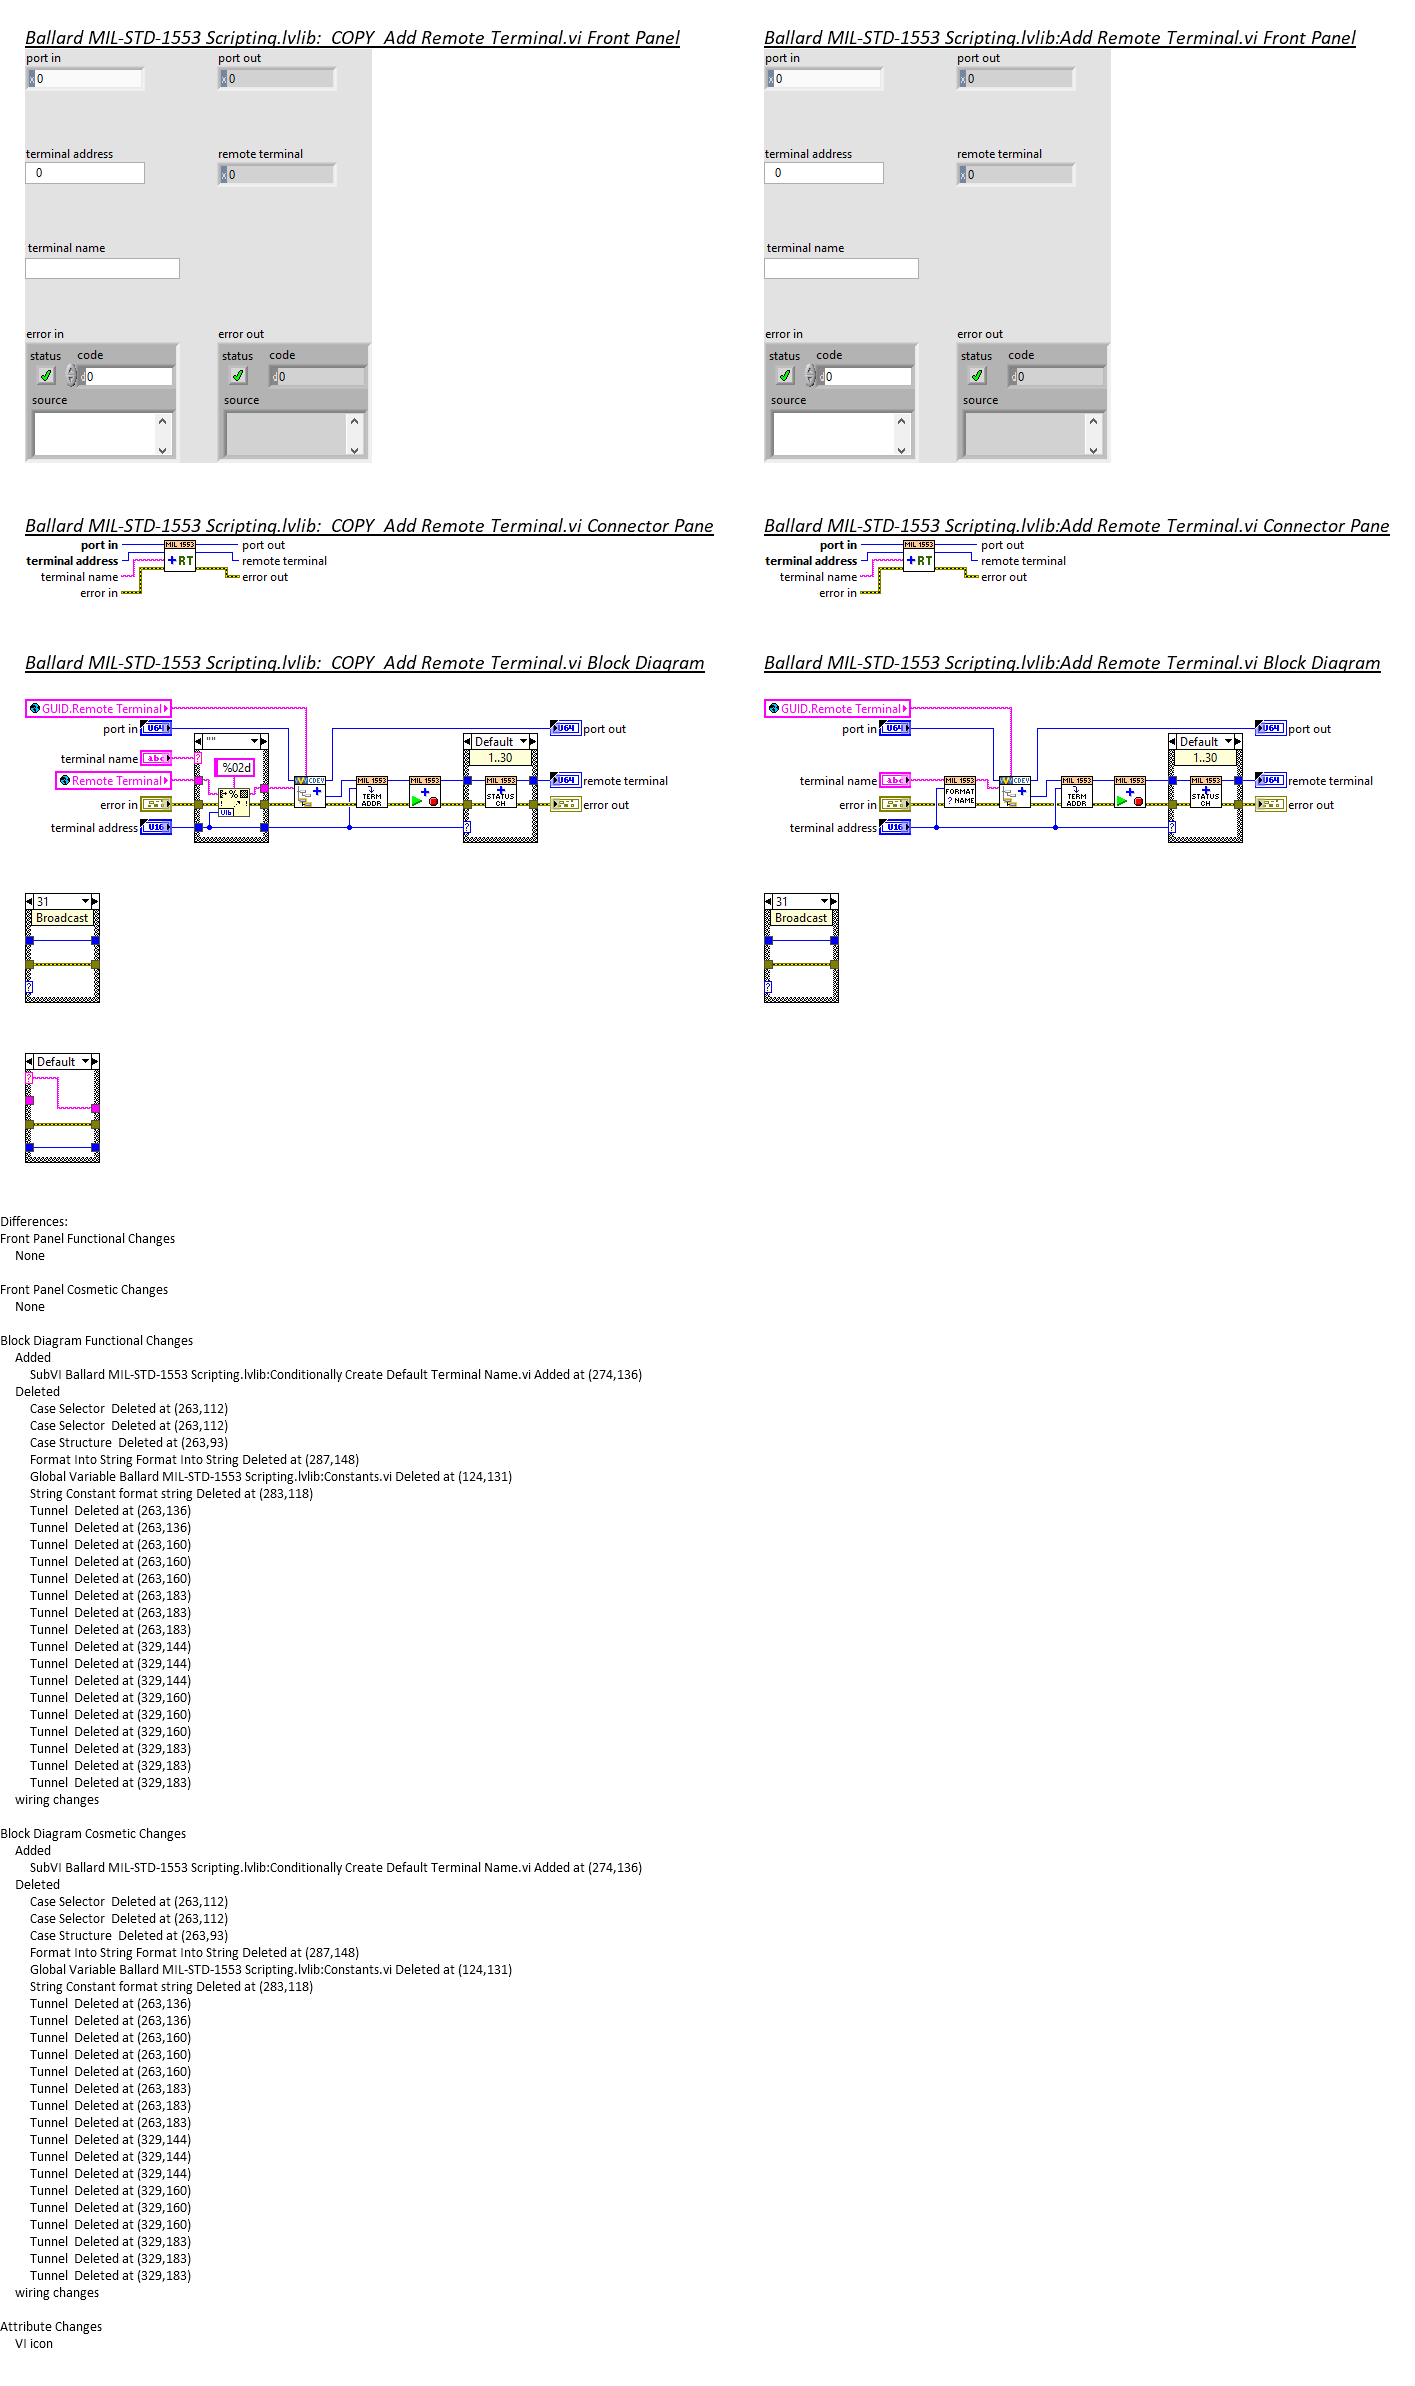 Ballard MIL-STD-1553 Scripting.lvlib:_COPY_Add Remote Terminal.vi Front Panel
port in
0
port out
0
terminal address
0
remote terminal
0
terminal name
error in
status code
0
source
error out
status code
0
source
Ballard MIL-STD-1553 Scripting.lvlib:Add Remote Terminal.vi Front Panel
port in
0
port out
0
terminal address
0
remote terminal
0
terminal name
error in
status code
0
source
error out
status code
0
source
Ballard MIL-STD-1553 Scripting.lvlib:_COPY_Add Remote Terminal.vi Connector Pane
port in
MIL 1553
port out
terminal address
+RT
remote terminal
terminal name
error out
error in
Ballard MIL-STD-1553 Scripting.lvlib:Add Remote Terminal.vi Connector Pane
port in
MIL 1553
port out
terminal address
+RT
remote terminal
terminal name
error out
error in
Ballard MIL-STD-1553 Scripting.lvlib:_COPY_Add Remote Terminal.vi Block Diagram
GUID.Remote Terminal
port in
U64
""
Default
1..30
U64
port out
terminal name
abc
?
%02d
Remote Terminal
CDEV
MIL 1553
TERM ADDR
MIL 1553
MIL 1553
STATUS CH
U64
remote terminal
error in
error out
terminal address
U16
U16
?
31
Broadcast
?
Default
?
Ballard MIL-STD-1553 Scripting.lvlib:Add Remote Terminal.vi Block Diagram
GUID.Remote Terminal
port in
U64
Default
1..30
U64
port out
terminal name
abc
MIL 1553
FORMAT
? NAME
CDEV
MIL 1553
TERM ADDR
MIL 1553
MIL 1553
STATUS CH
U64
remote terminal
error in
error out
terminal address
U16
?
31
Broadcast
?
Differences:
Front Panel Functional Changes
None
Front Panel Cosmetic Changes
None
Block Diagram Functional Changes
Added
SubVI Ballard MIL-STD-1553 Scripting.lvlib:Conditionally Create Default Terminal Name.vi Added at (274,136)
Deleted
Case Selector  Deleted at (263,112)
Case Selector  Deleted at (263,112)
Case Structure  Deleted at (263,93)
Format Into String Format Into String Deleted at (287,148)
Global Variable Ballard MIL-STD-1553 Scripting.lvlib:Constants.vi Deleted at (124,131)
String Constant format string Deleted at (283,118)
Tunnel  Deleted at (263,136)
Tunnel  Deleted at (263,136)
Tunnel  Deleted at (263,160)
Tunnel  Deleted at (263,160)
Tunnel  Deleted at (263,160)
Tunnel  Deleted at (263,183)
Tunnel  Deleted at (263,183)
Tunnel  Deleted at (263,183)
Tunnel  Deleted at (329,144)
Tunnel  Deleted at (329,144)
Tunnel  Deleted at (329,144)
Tunnel  Deleted at (329,160)
Tunnel  Deleted at (329,160)
Tunnel  Deleted at (329,160)
Tunnel  Deleted at (329,183)
Tunnel  Deleted at (329,183)
Tunnel  Deleted at (329,183)
wiring changes
Block Diagram Cosmetic Changes
Added
SubVI Ballard MIL-STD-1553 Scripting.lvlib:Conditionally Create Default Terminal Name.vi Added at (274,136)
Deleted
Case Selector  Deleted at (263,112)
Case Selector  Deleted at (263,112)
Case Structure  Deleted at (263,93)
Format Into String Format Into String Deleted at (287,148)
Global Variable Ballard MIL-STD-1553 Scripting.lvlib:Constants.vi Deleted at (124,131)
String Constant format string Deleted at (283,118)
Tunnel  Deleted at (263,136)
Tunnel  Deleted at (263,136)
Tunnel  Deleted at (263,160)
Tunnel  Deleted at (263,160)
Tunnel  Deleted at (263,160)
Tunnel  Deleted at (263,183)
Tunnel  Deleted at (263,183)
Tunnel  Deleted at (263,183)
Tunnel  Deleted at (329,144)
Tunnel  Deleted at (329,144)
Tunnel  Deleted at (329,144)
Tunnel  Deleted at (329,160)
Tunnel  Deleted at (329,160)
Tunnel  Deleted at (329,160)
Tunnel  Deleted at (329,183)
Tunnel  Deleted at (329,183)
Tunnel  Deleted at (329,183)
wiring changes
Attribute Changes
VI icon